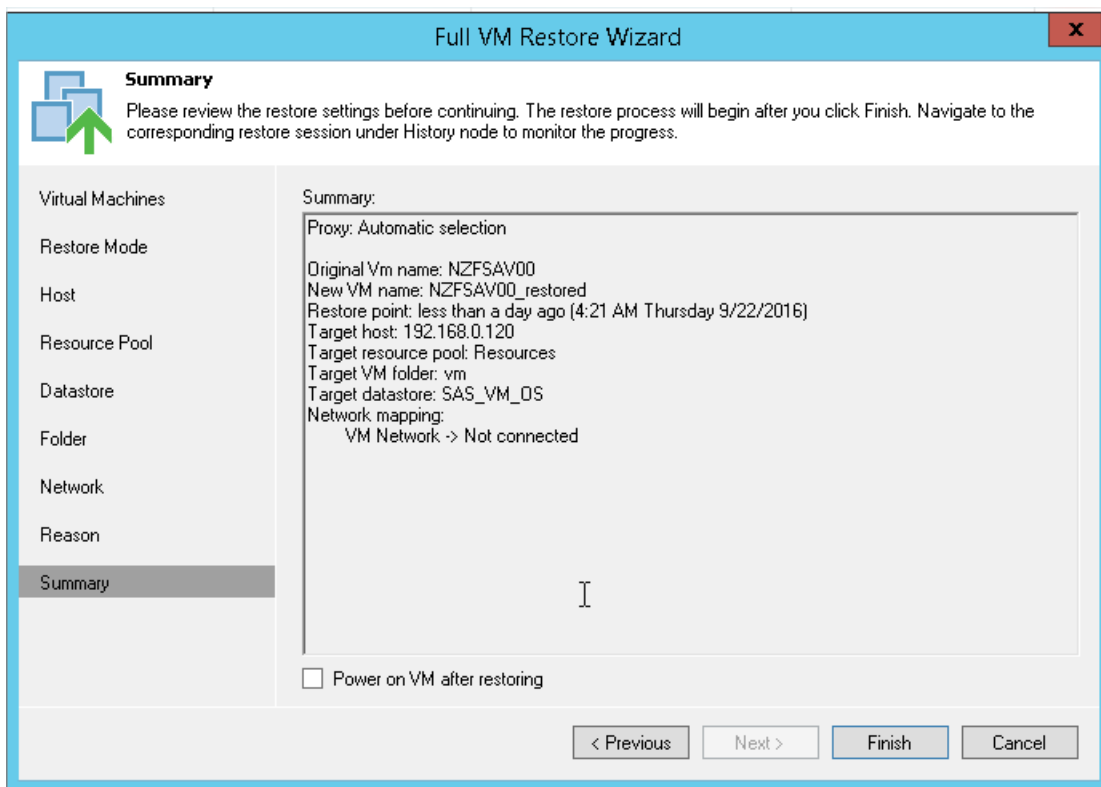 Full VM Restore Wizard
x
Summary
Please review the restore settings before continuing. The restore process will begin after you click Finish. Navigate to the
corresponding restore session under History node to monitor the progress.
Virtual Machines
Restore Mode
Host
Resource Pool
Datastore
Folder
Network
Reason
Summary
Summary:
Proxy: Automatic selection
Original Vm name: NZFSAV00
New VM name: NZFSAV00_restored
Restore point: less than a day ago (4:21 AM Thursday 9/22/2016)
Target host: 192.168.0.120
Target resource pool: Resources
Target VM folder: vm
Target datastore: SAS_VM_OS
Network mapping:
VM Network -> Not connected
Power on VM after restoring
< Previous
Next >
Finish
Cancel